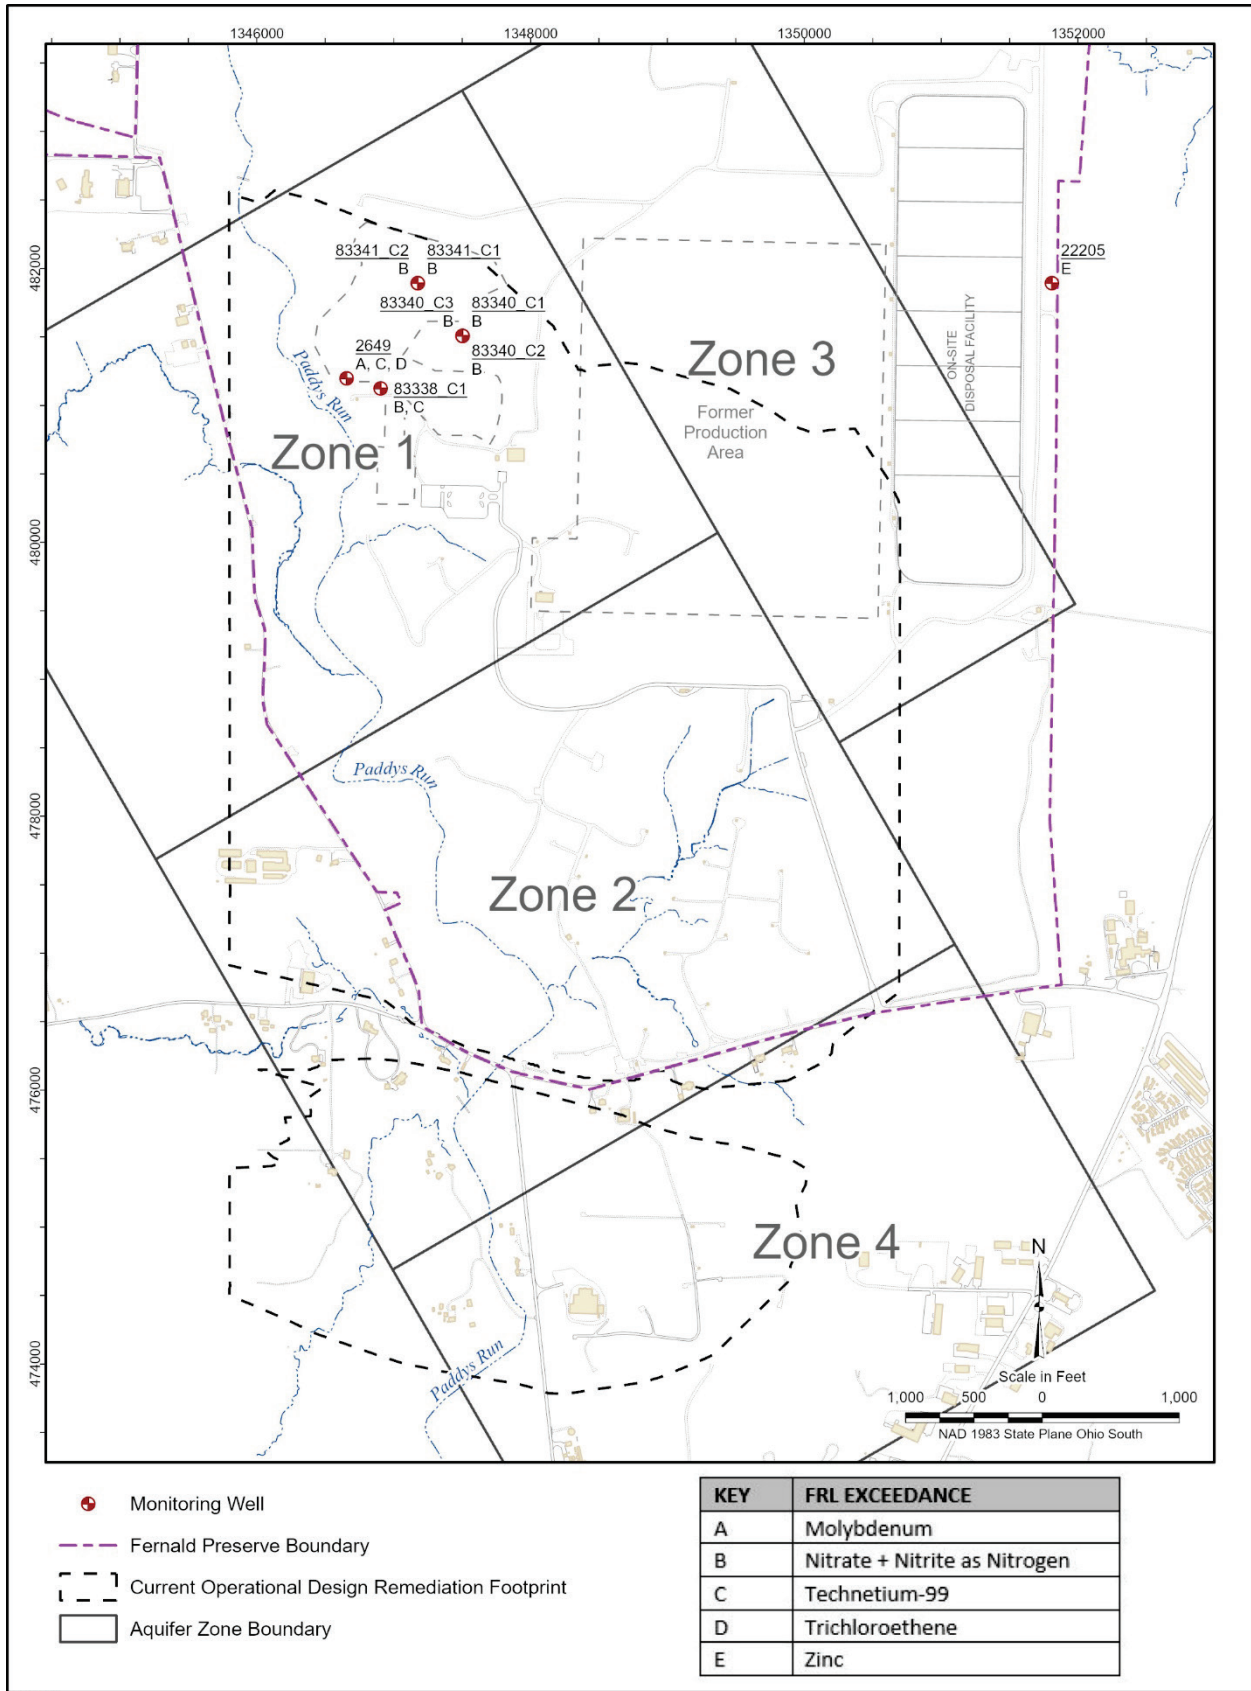 1346000 1348000 1350000 1352000
482000
480000
478000
476000
474000
83341_C2 83341_C1
B B
22205
E
83340_C3 83340_C1
B B
83340_C2
B
2649
A, C, D
83338_C1
B, C
Zone 3
Former
Production
Area
ON-SITE
DISPOSAL FACILITY
Paddys Run
Zone 1
Paddys Run
Zone 2
Zone 4
Paddys Run
N
Scale in Feet
1,000 500 0 1,000
NAD 1983 State Plane Ohio South
Monitoring Well
Fernald Preserve Boundary
Current Operational Design Remediation Footprint
Aquifer Zone Boundary
KEY FRL EXCEEDANCE
A Molybdenum
B Nitrate + Nitrite as Nitrogen
C Technetium-99
D Trichloroethene
E Zinc